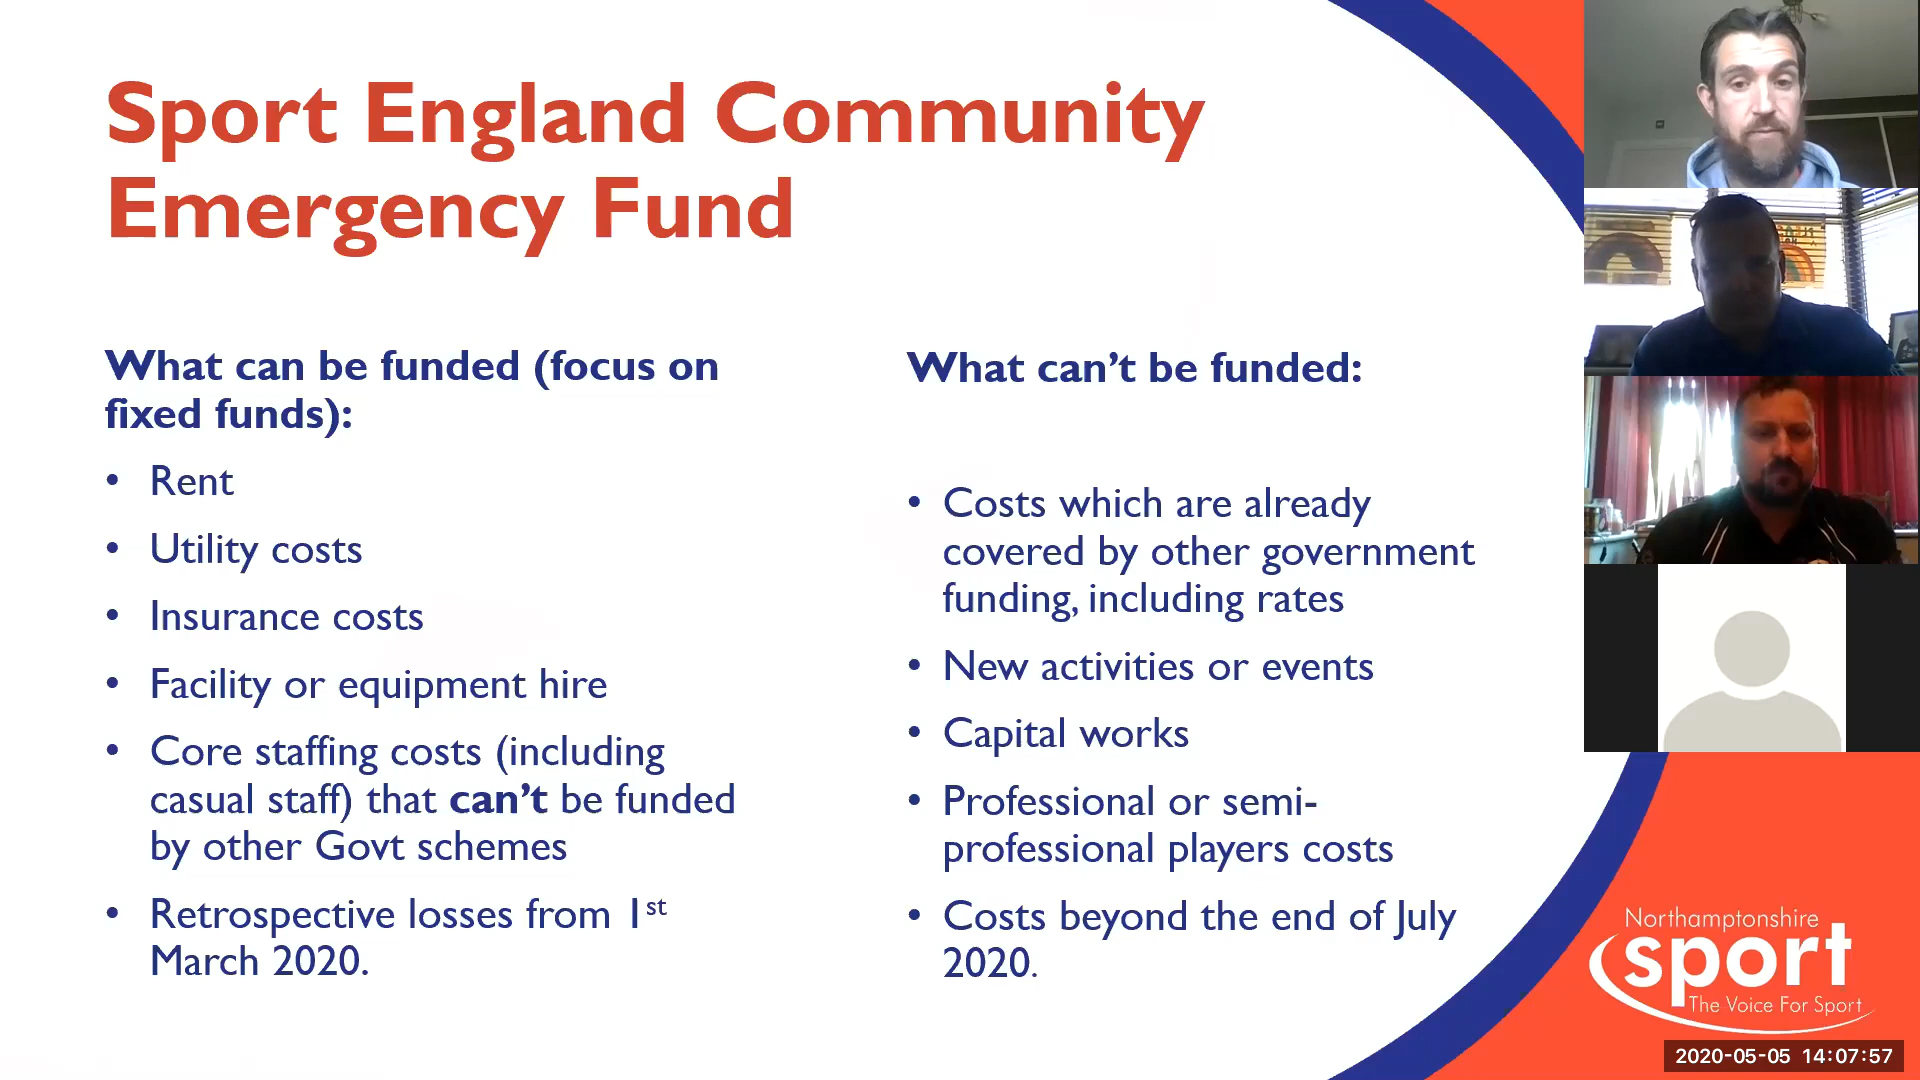 Sport England Community
Emergency Fund
What can be funded (focus on
fixed funds):
• Rent
• Utility costs
• Insurance costs
• Facility or equipment hire
• Core staffing costs (including
casual staff) that can’t be funded
by other Govt schemes
• Retrospective losses from 1st
March 2020.
What can’t be funded:
• Costs which are already
covered by other government
funding, including rates
• New activities or events
• Capital works
• Professional or semi-
professional players costs
• Costs beyond the end of July
2020.
Northamptonshire
sport
The Voice For Sport
2020-05-05 14:07:57